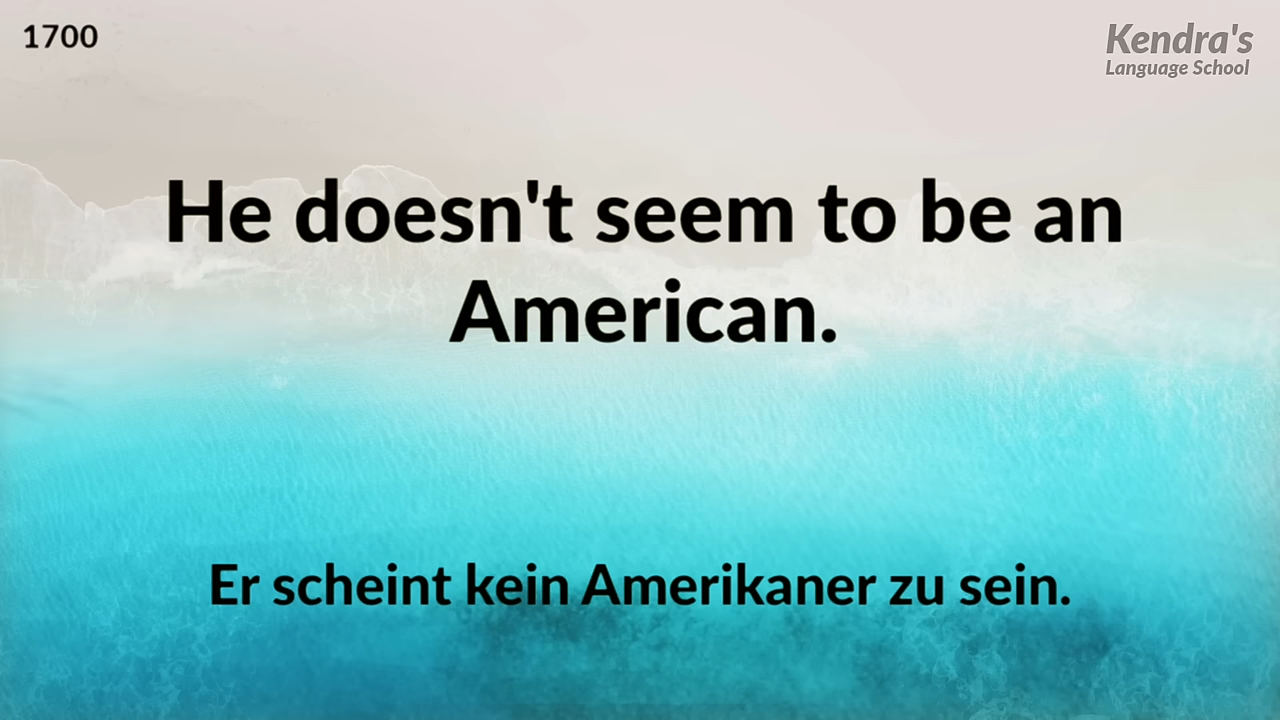 1700
Kendra's
Language School
He doesn't seem to be an
American.
Er scheint kein Amerikaner zu sein.